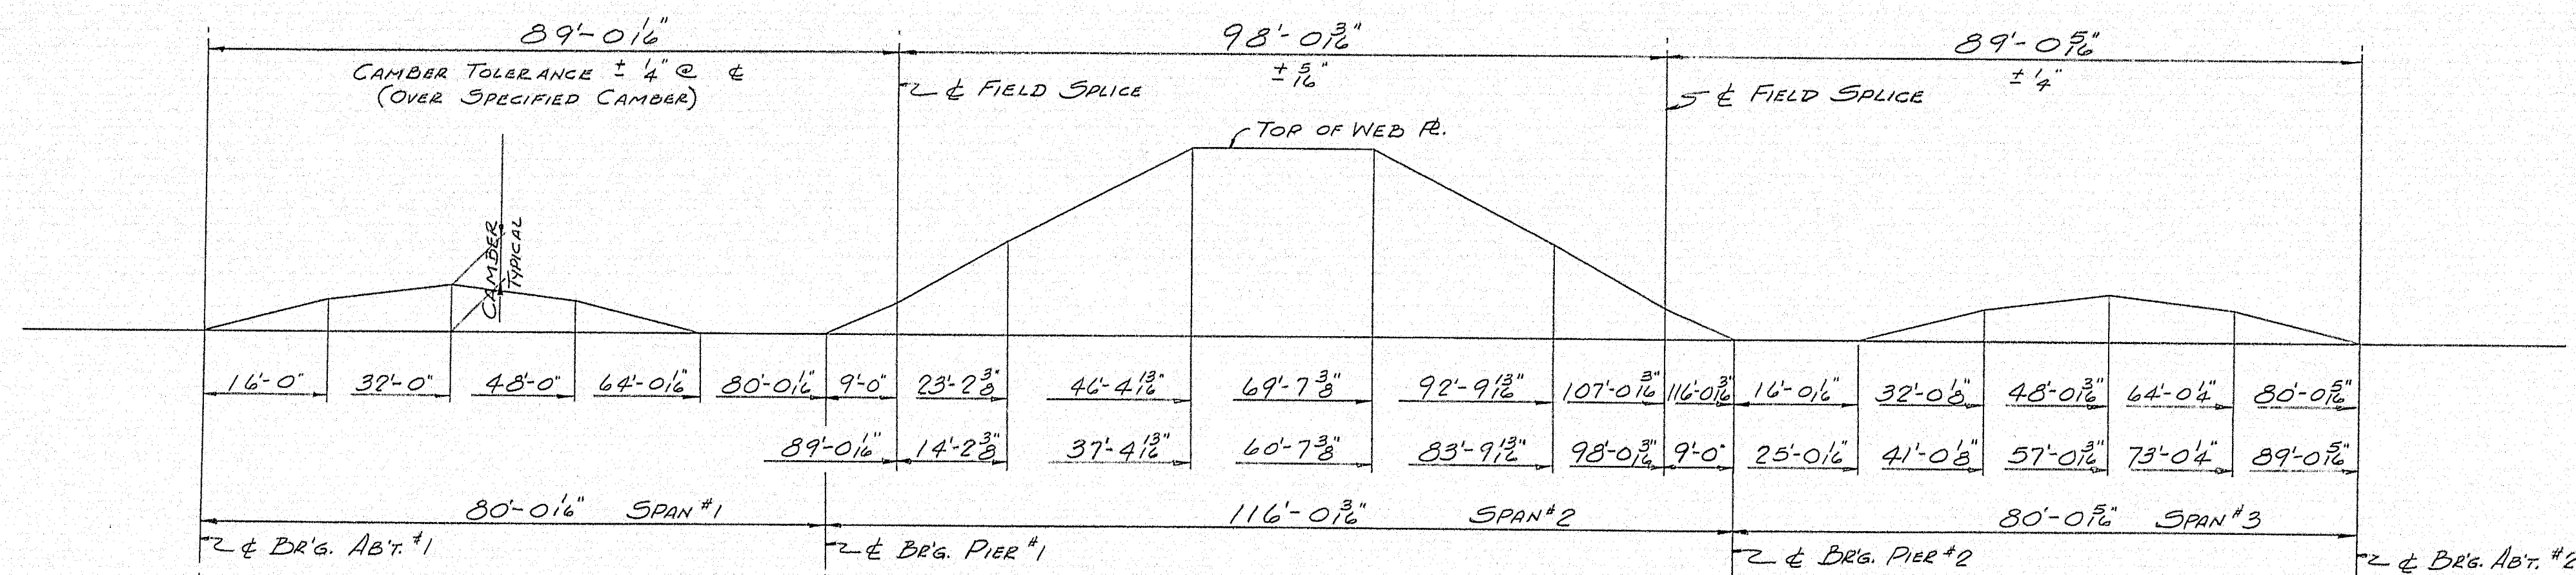 89'-0 1/16" 98'-0 3/16" 89'-0 5/16"
CAMBER TOLERANCE ± 1/4" @ ℄ ± 5/16" ± 1/4"
(OVER SPECIFIED CAMBER)
℄ FIELD SPLICE ℄ FIELD SPLICE
TOP OF WEB PL.
CAMBER
TYPICAL
16'-0" 32'-0" 48'-0" 64'-0 1/16" 80'-0 1/16" 9'-0" 23'-2 3/8" 46'-4 13/16" 69'-7 3/8" 92'-9 13/16" 107'-0 3/16" 116'-0 3/16" 16'-0 1/16" 32'-0 1/8" 48'-0 3/16" 64'-0 1/4" 80'-0 5/16"
89'-0 1/16" 14'-2 3/8" 37'-4 13/16" 60'-7 3/8" 83'-9 13/16" 98'-0 3/16" 9'-0" 25'-0 1/16" 41'-0 1/8" 57'-0 3/16" 73'-0 1/4" 89'-0 5/16"
80'-0 1/16" SPAN #1 116'-0 3/16" SPAN #2 80'-0 5/16" SPAN #3
℄ BR'G. AB'T. #1 ℄ BR'G. PIER #1 ℄ BR'G. PIER #2 ℄ BR'G. AB'T. #2